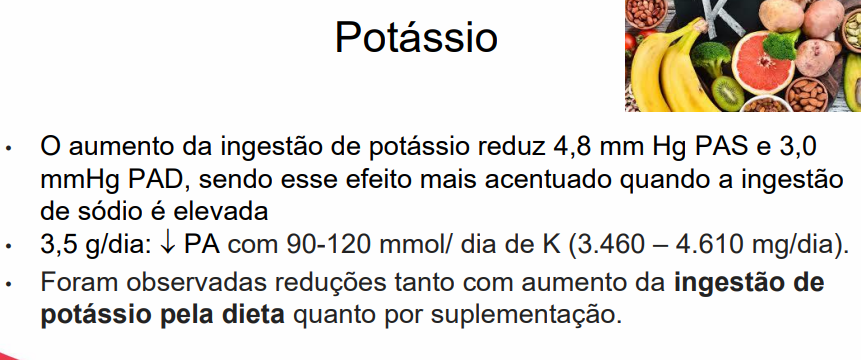 Potássio
K
• O aumento da ingestão de potássio reduz 4,8 mm Hg PAS e 3,0
mmHg PAD, sendo esse efeito mais acentuado quando a ingestão
de sódio é elevada
• 3,5 g/dia: ↓ PA com 90-120 mmol/ dia de K (3.460 – 4.610 mg/dia).
• Foram observadas reduções tanto com aumento da ingestão de
potássio pela dieta quanto por suplementação.